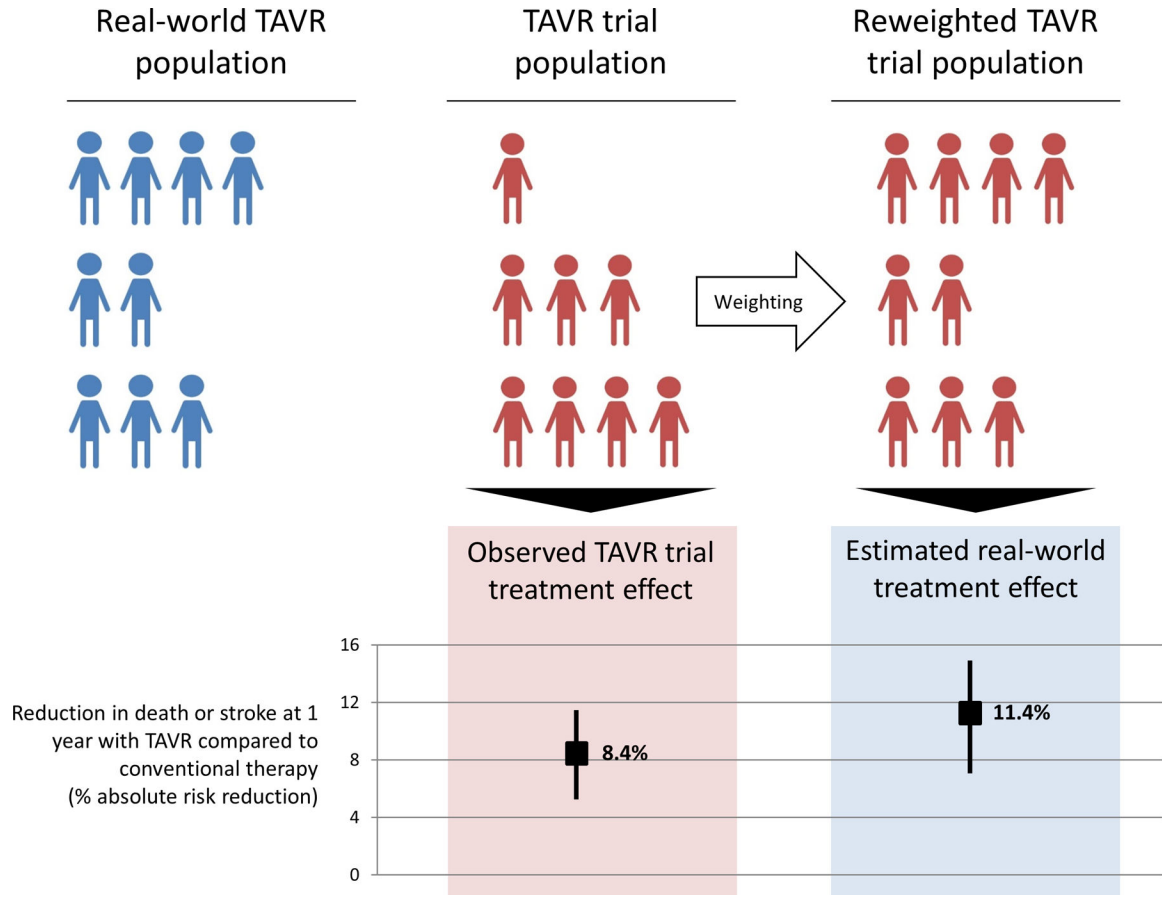 Real-world TAVR
population
TAVR trial
population
Reweighted TAVR
trial population
Weighting
Observed TAVR trial
treatment effect
Estimated real-world
treatment effect
16
12
8
4
0
Reduction in death or stroke at 1
year with TAVR compared to
conventional therapy
(% absolute risk reduction)
8.4%
11.4%